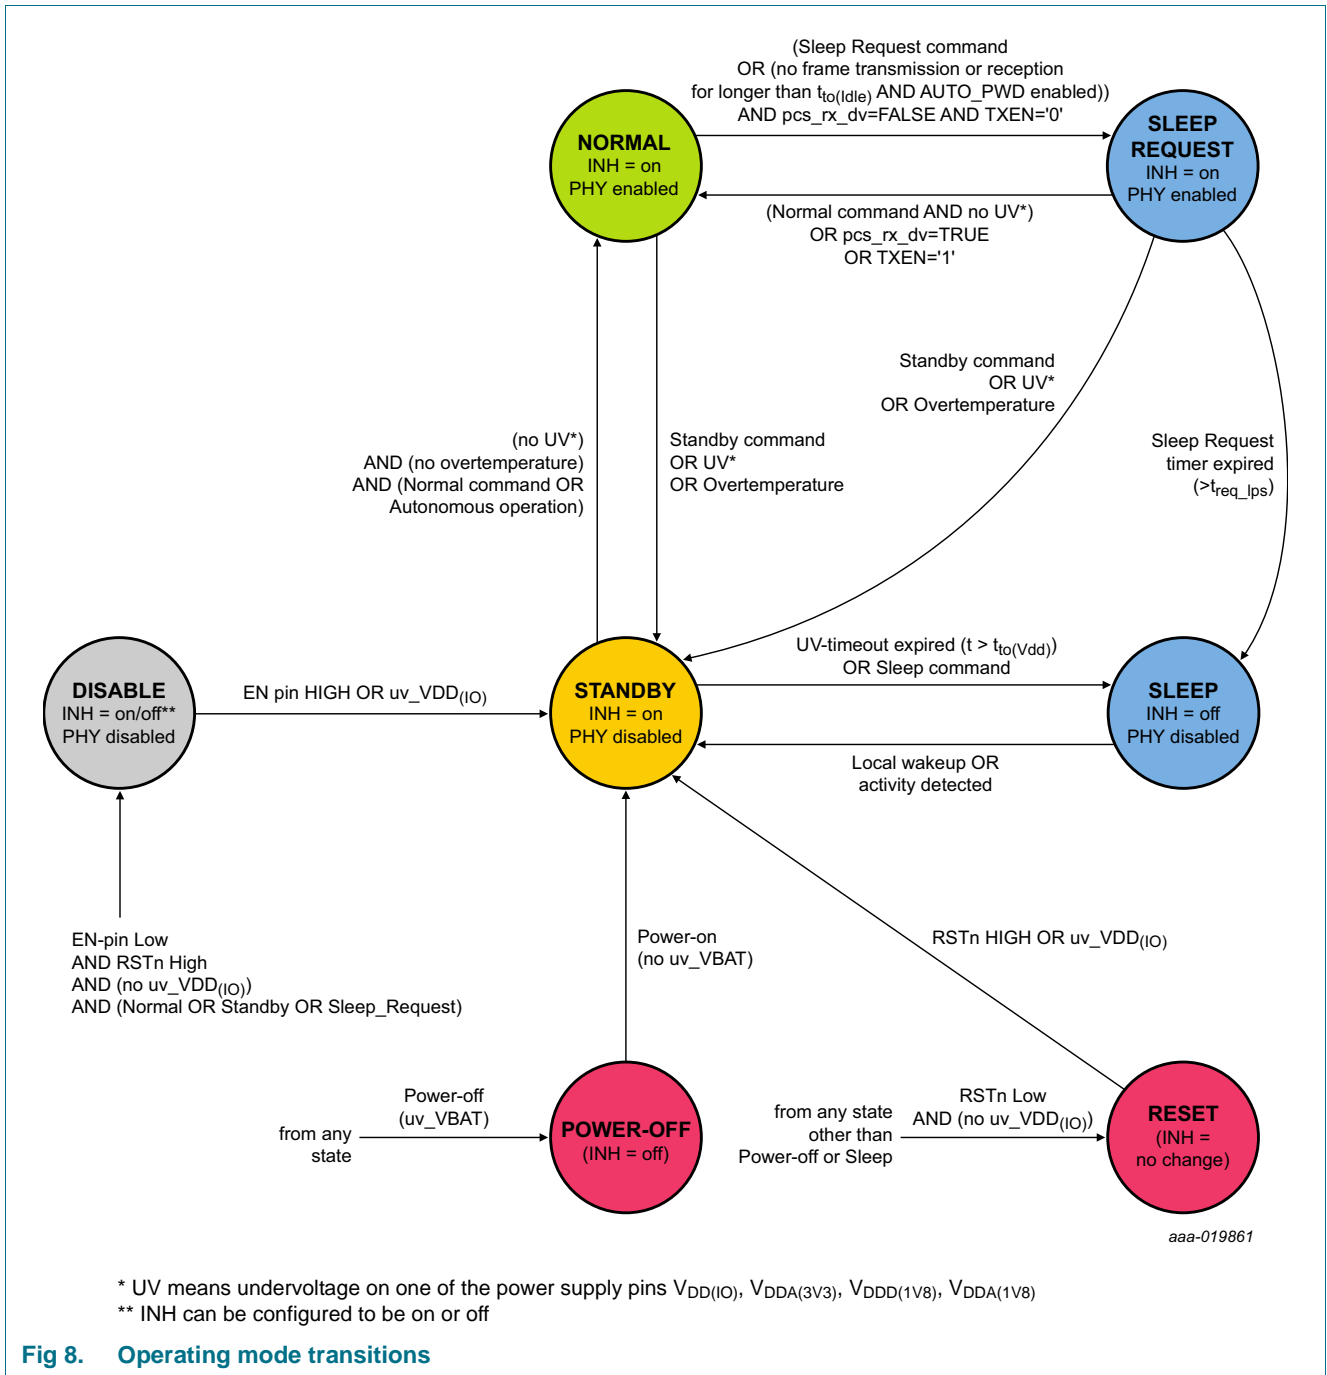 (Sleep Request command
OR (no frame transmission or reception
for longer than tto(Idle) AND AUTO_PWD enabled))
AND pcs_rx_dv=FALSE AND TXEN='0'
NORMAL
INH = on
PHY enabled
SLEEP
REQUEST
INH = on
PHY enabled
(Normal command AND no UV*)
OR pcs_rx_dv=TRUE
OR TXEN='1'
Standby command
OR UV*
OR Overtemperature
(no UV*)
AND (no overtemperature)
AND (Normal command OR
Autonomous operation)
Standby command
OR UV*
OR Overtemperature
Sleep Request
timer expired
(>treq_lps)
DISABLE
INH = on/off**
PHY disabled
EN pin HIGH OR uv_VDD(IO)
STANDBY
INH = on
PHY disabled
UV-timeout expired (t > tto(Vdd))
OR Sleep command
SLEEP
INH = off
PHY disabled
Local wakeup OR
activity detected
EN-pin Low
AND RSTn High
AND (no uv_VDD(IO))
AND (Normal OR Standby OR Sleep_Request)
Power-on
(no uv_VBAT)
RSTn HIGH OR uv_VDD(IO)
from any
state
Power-off
(uv_VBAT)
POWER-OFF
(INH = off)
from any state
other than
Power-off or Sleep
RSTn Low
AND (no uv_VDD(IO))
RESET
(INH =
no change)
aaa-019861
* UV means undervoltage on one of the power supply pins VDD(IO), VDDA(3V3), VDDD(1V8), VDDA(1V8)
** INH can be configured to be on or off
Fig 8. Operating mode transitions